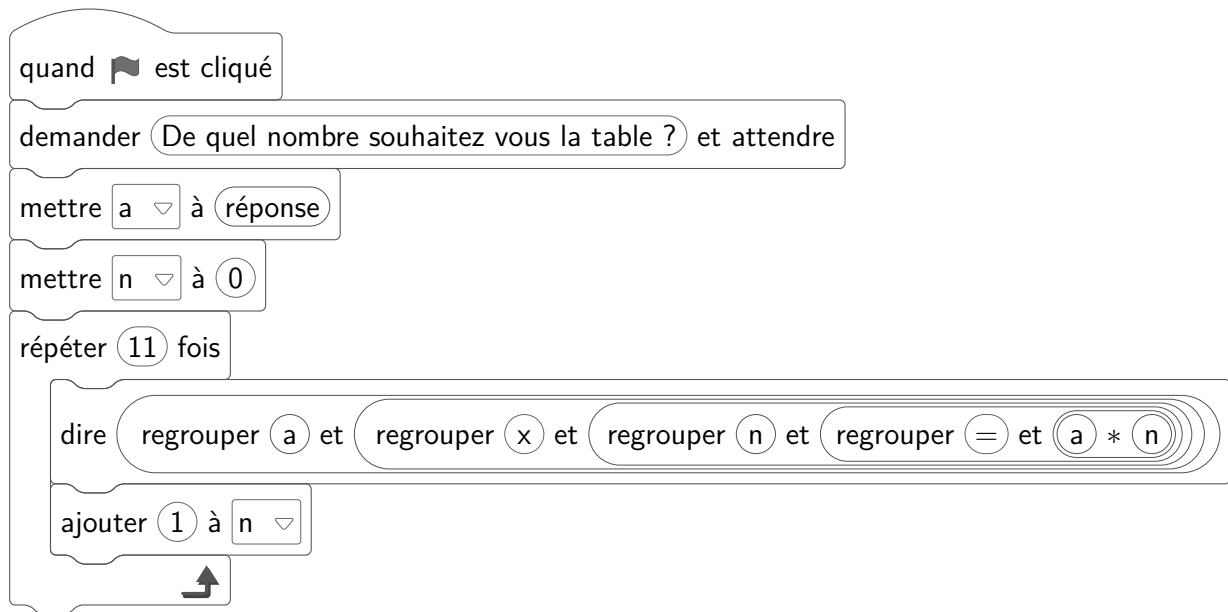 quand est cliqué
demander De quel nombre souhaitez vous la table ? et attendre
mettre a à réponse
mettre n à 0
répéter 11 fois
dire regrouper a et regrouper x et regrouper n et regrouper = et a * n
ajouter 1 à n